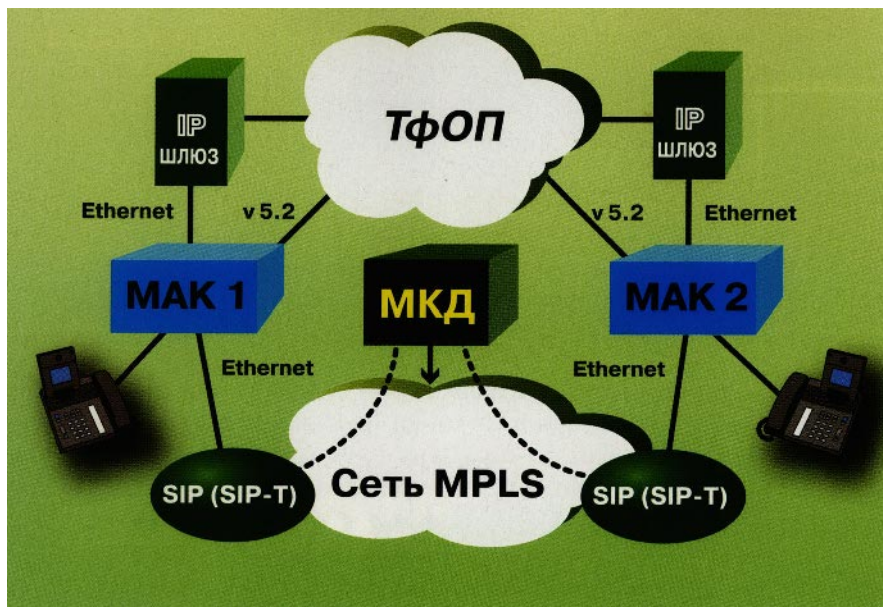 ТфОП
IP
ШЛЮЗ
IP
ШЛЮЗ
Ethernet
v 5.2
v 5.2
Ethernet
МАК 1
МКД
МАК 2
Ethernet
Ethernet
SIP (SIP-T)
Сеть MPLS
SIP (SIP-T)